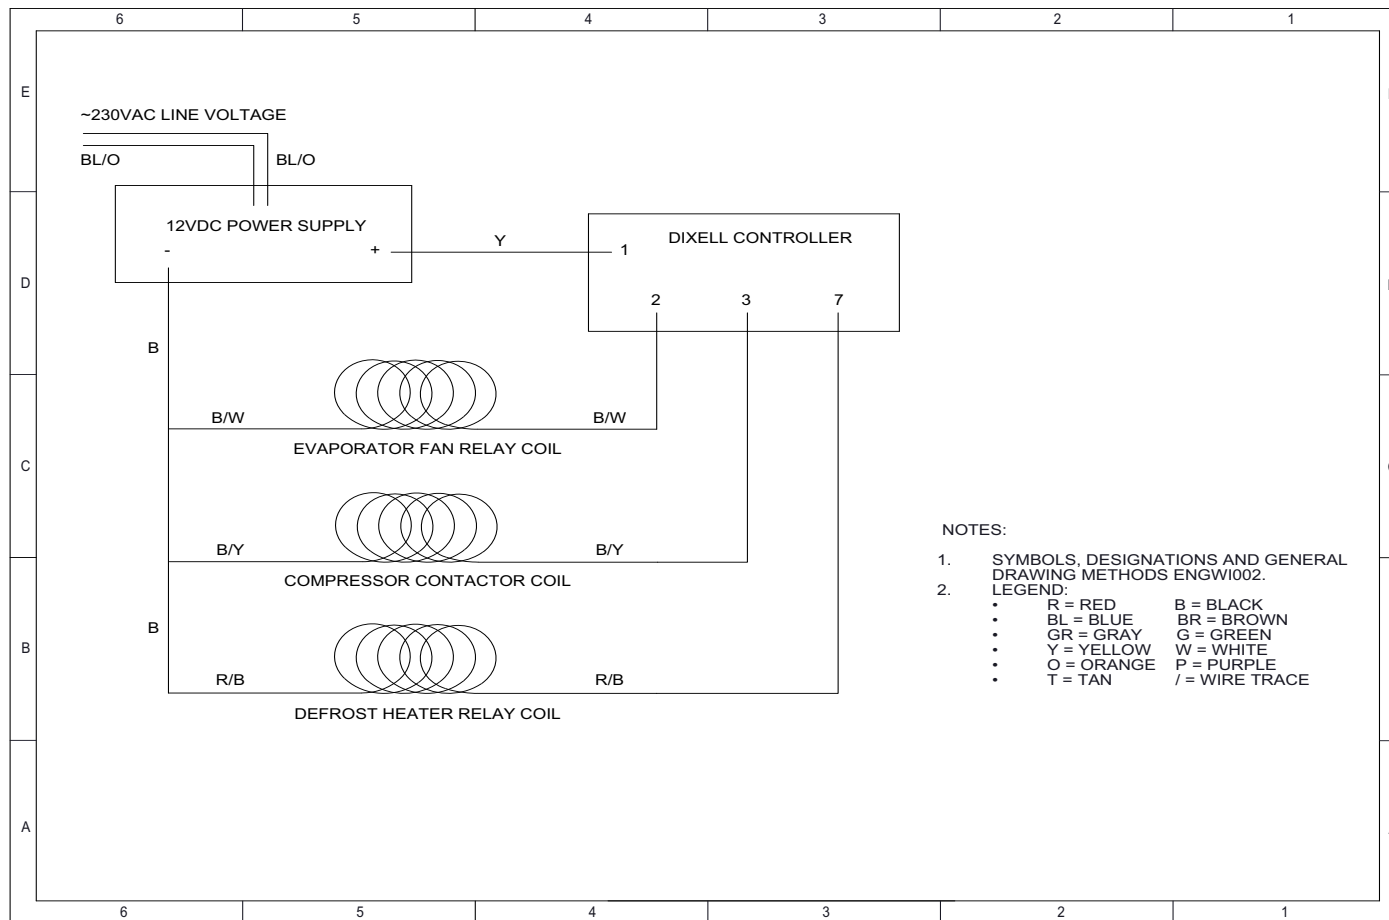 6 5 4 3 2 1
E
~230VAC LINE VOLTAGE
BL/O BL/O
12VDC POWER SUPPLY
- +
Y
DIXELL CONTROLLER
1
D
2 3 7
B
B/W B/W
EVAPORATOR FAN RELAY COIL
C
B/Y B/Y
COMPRESSOR CONTACTOR COIL
B
B
R/B R/B
DEFROST HEATER RELAY COIL
NOTES:
1. SYMBOLS, DESIGNATIONS AND GENERAL
DRAWING METHODS ENGWI002.
2. LEGEND:
• R = RED B = BLACK
• BL = BLUE BR = BROWN
• GR = GRAY G = GREEN
• Y = YELLOW W = WHITE
• O = ORANGE P = PURPLE
• T = TAN / = WIRE TRACE
A
6 5 4 3 2 1